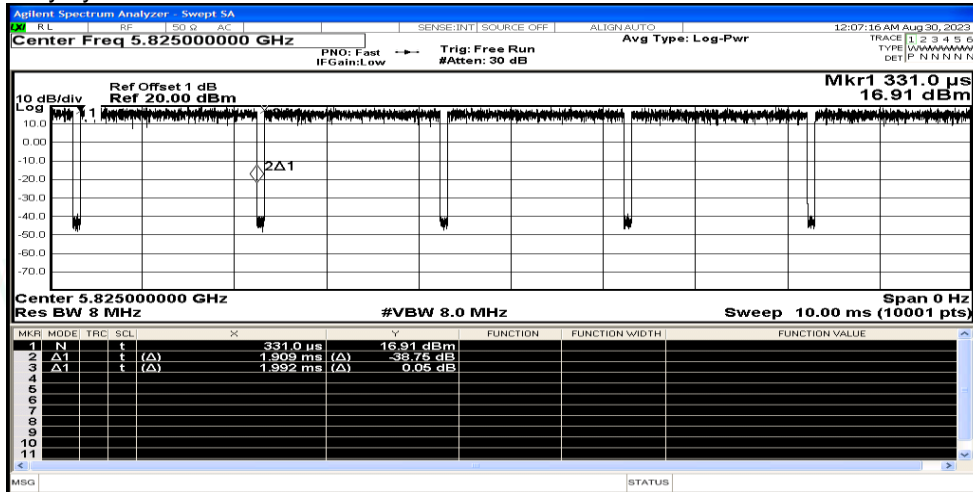 Agilent Spectrum Analyzer - Swept SA
LXI RL RF 50 Ω AC SENSE:INT SOURCE OFF ALIGN AUTO 12:07:16 AM Aug 30, 2023
Center Freq 5.825000000 GHz
PNO: Fast
IFGain:Low
Trig: Free Run
#Atten: 30 dB
Avg Type: Log-Pwr
TRACE 1 2 3 4 5 6
TYPE
DET P N N N N N
Ref Offset 1 dB
10 dB/div Ref 20.00 dBm
Log
Mkr1 331.0 µs
16.91 dBm
1
10.0
0.00
-10.0
2Δ1
-20.0
-30.0
-40.0
-50.0
-60.0
-70.0
Center 5.825000000 GHz Span 0 Hz
Res BW 8 MHz #VBW 8.0 MHz Sweep 10.00 ms (10001 pts)
MKR MODE TRC SCL X Y FUNCTION FUNCTION WIDTH FUNCTION VALUE
1 N t 331.0 µs 16.91 dBm
2 Δ1 t (Δ) 1.909 ms (Δ) -38.75 dB
3 Δ1 t (Δ) 1.992 ms (Δ) 0.05 dB
4
5
6
7
8
9
10
11
MSG STATUS